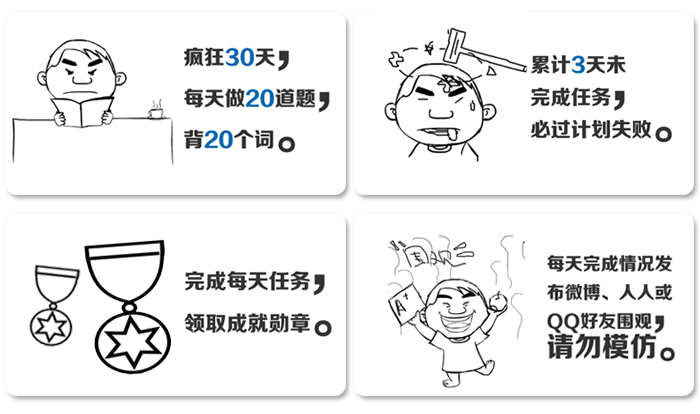 疯狂30天，
每天做20道题，
背20个词。
累计3天未
完成任务，
必过计划失败。
完成每天任务，
领取成就勋章。
围观
A+
每天完成情况发
布微博、人人或
QQ好友围观，
请勿模仿。